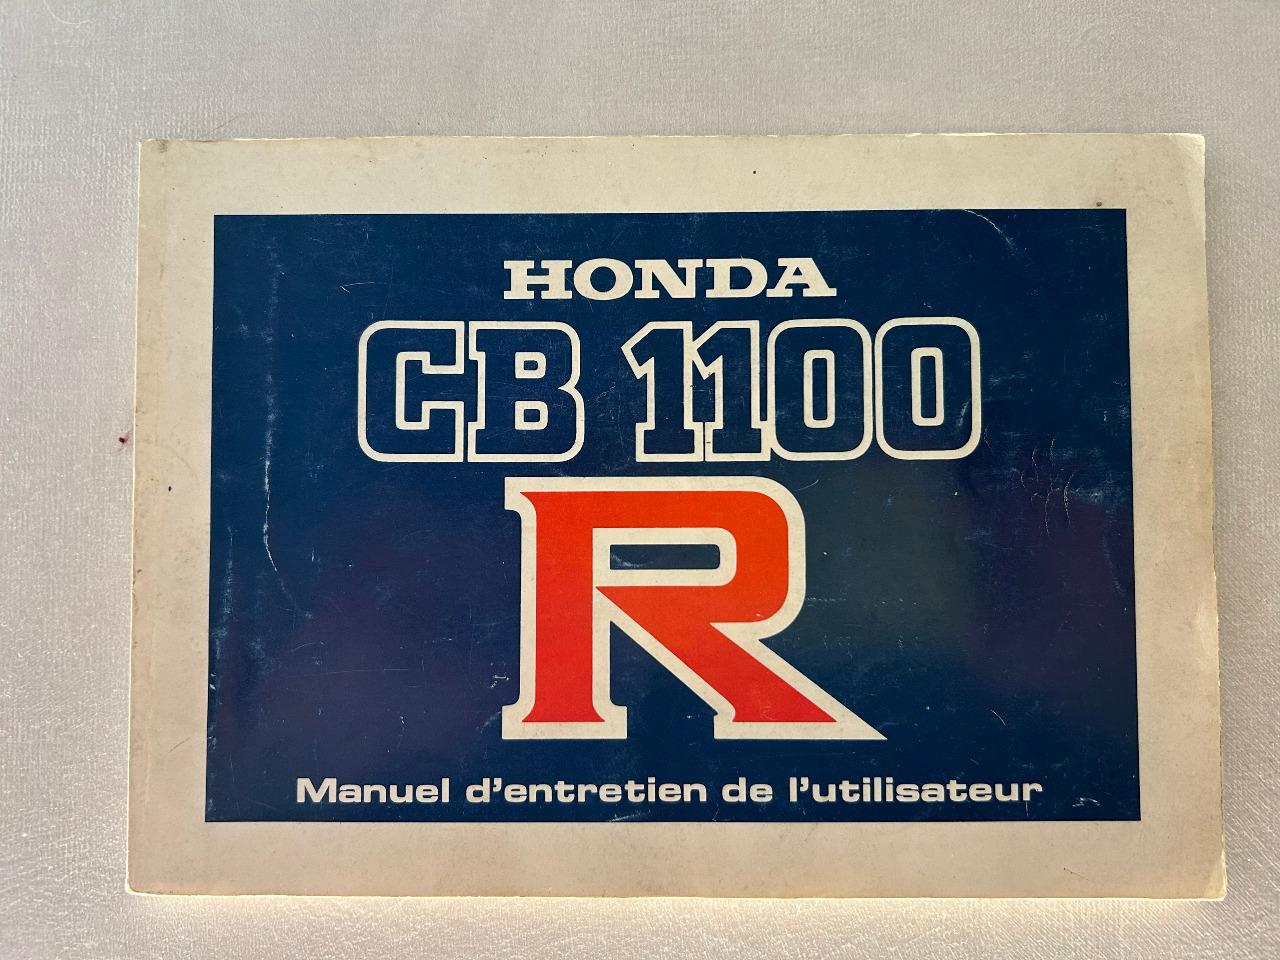 HONDA
CB 1100
R
Manuel d'entretien de l'utilisateur